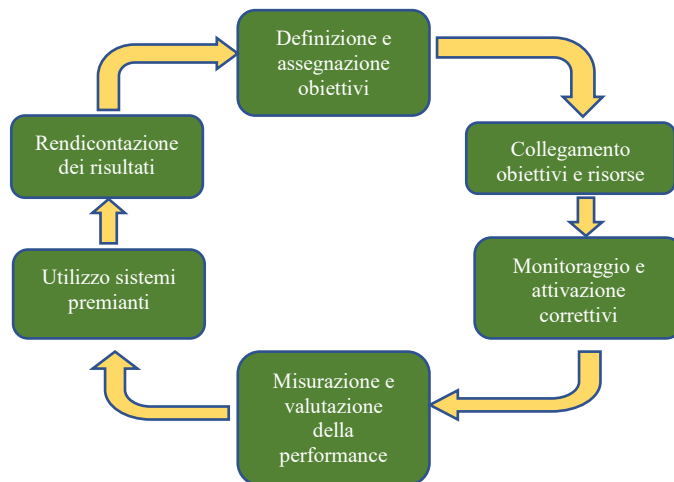 Definizione e
assegnazione
obiettivi
Collegamento
obiettivi e risorse
Monitoraggio e
attivazione
correttivi
Misurazione e
valutazione
della
performance
Utilizzo sistemi
premianti
Rendicontazione
dei risultati